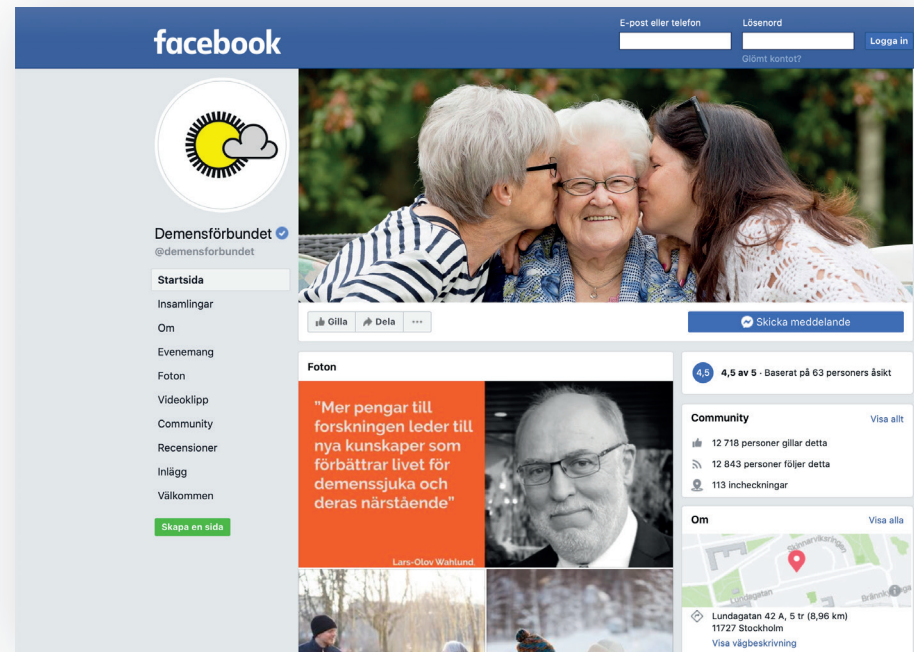 facebook
E-post eller telefon
Lösenord
Logga in
Glömt kontot?
Demensförbundet
@demensforbundet
Startsida
Insamlingar
Om
Evenemang
Foton
Videoklipp
Community
Recensioner
Inlägg
Välkommen
Skapa en sida
Gilla
Dela
...
Skicka meddelande
Foton
"Mer pengar till
forskningen leder till
nya kunskaper som
förbättrar livet för
demenssjuka och
deras närstående"
Lars-Olov Wahlund.
4,5
4,5 av 5 · Baserat på 63 personers åsikt
Community
Visa allt
12 718 personer gillar detta
12 843 personer följer detta
113 incheckningar
Om
Visa alla
Skinnarviksringen
Lundagatan
Lundagatan 42 A, 5 tr (8,96 km)
11727 Stockholm
Visa vägbeskrivning